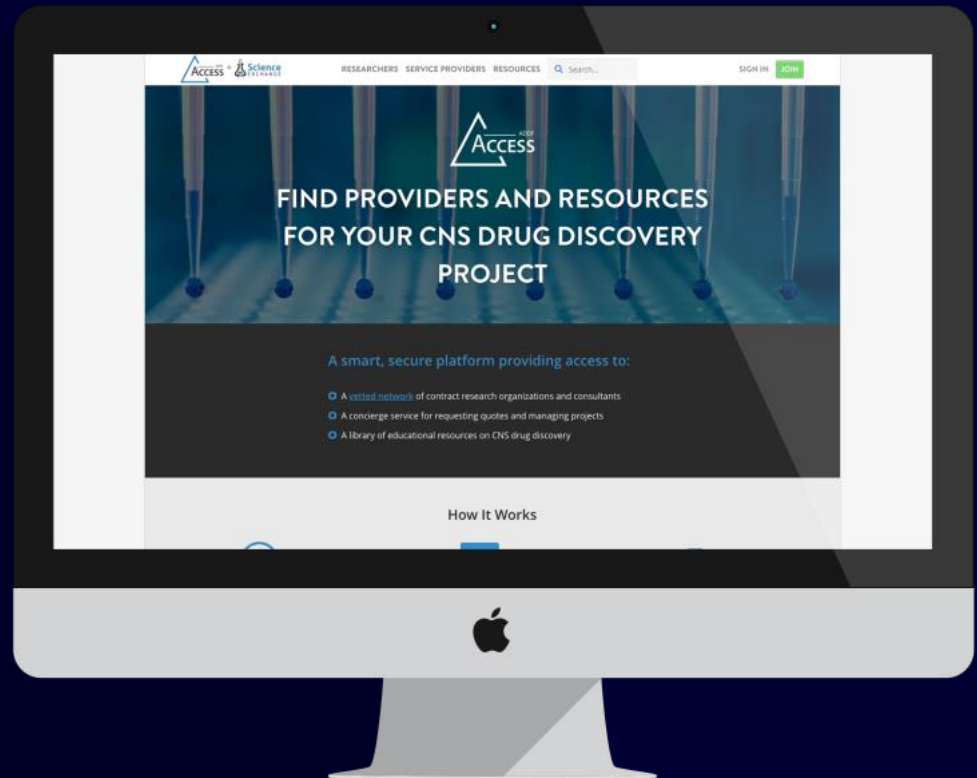 ADDF
ACCESS + Science
EXCHANGE
RESEARCHERS SERVICE PROVIDERS RESOURCES Search... SIGN IN JOIN
ADDF
ACCESS
FIND PROVIDERS AND RESOURCES
FOR YOUR CNS DRUG DISCOVERY
PROJECT
A smart, secure platform providing access to:
A vetted network of contract research organizations and consultants
A concierge service for requesting quotes and managing projects
A library of educational resources on CNS drug discovery
How It Works